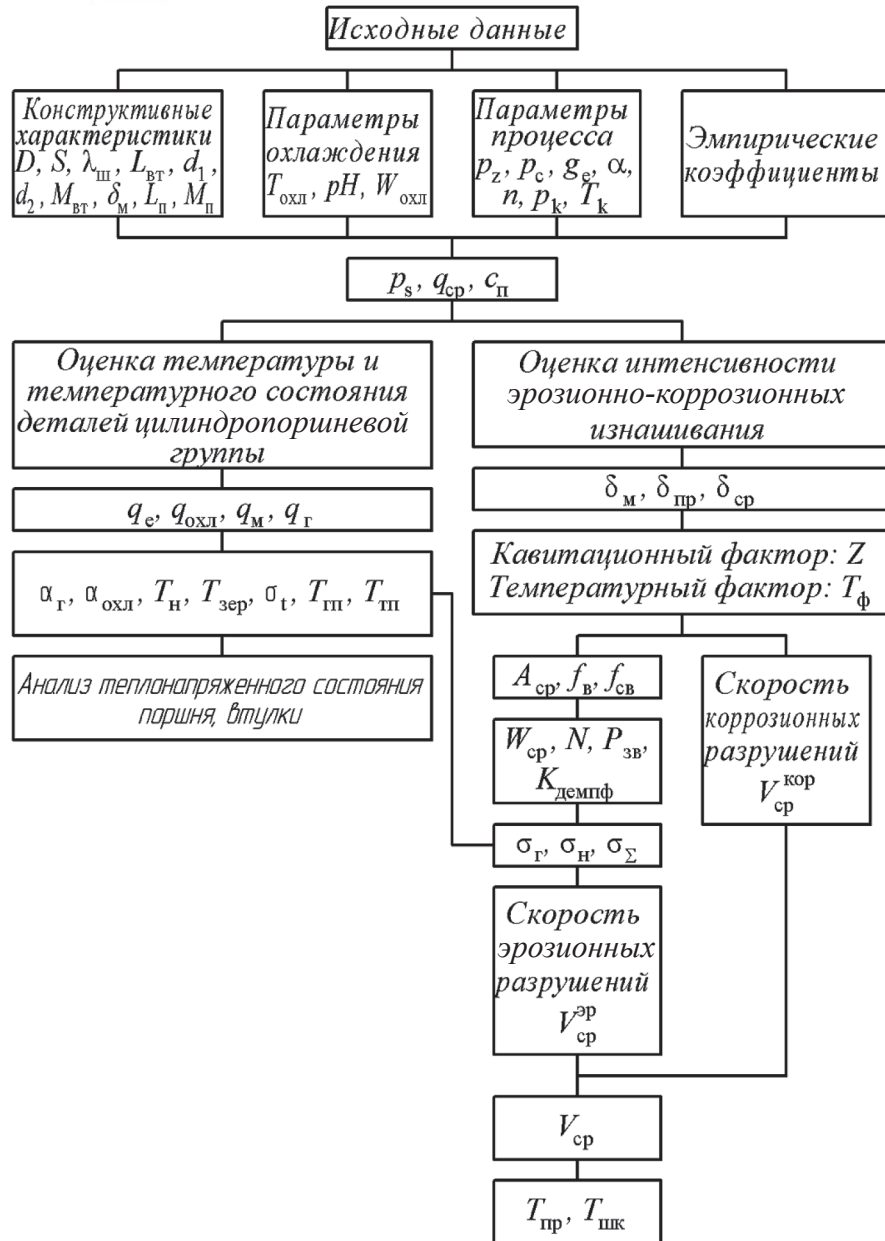 Исходные данные
Конструктивные
характеристики
D, S, λш, Lвт, d1,
d2, Mвт, δм, Lп, Mп
Параметры
охлаждения
Tохл, pH, Wохл
Параметры
процесса
pz, pc, ge, α,
n, pk, Tk
Эмпирические
коэффициенты
ps, qср, cп
Оценка температуры и
температурного состояния
деталей цилиндропоршневой
группы
qe, qохл, qм, qг
αг, αохл, Tн, Tзер, σt, Tгп, Tтп
Анализ теплонапряженного состояния
поршня, втулки
Оценка интенсивности
эрозионно-коррозионных
изнашивания
δм, δпр, δср
Кавитационный фактор: Z
Температурный фактор: Tф
Aср, fв, fсв
Wср, N, Pзв,
Kдемпф
σг, σн, σΣ
Скорость
эрозионных
разрушений
Vср^эр
Скорость
коррозионных
разрушений
Vср^кор
Vср
Tпр, Tшк